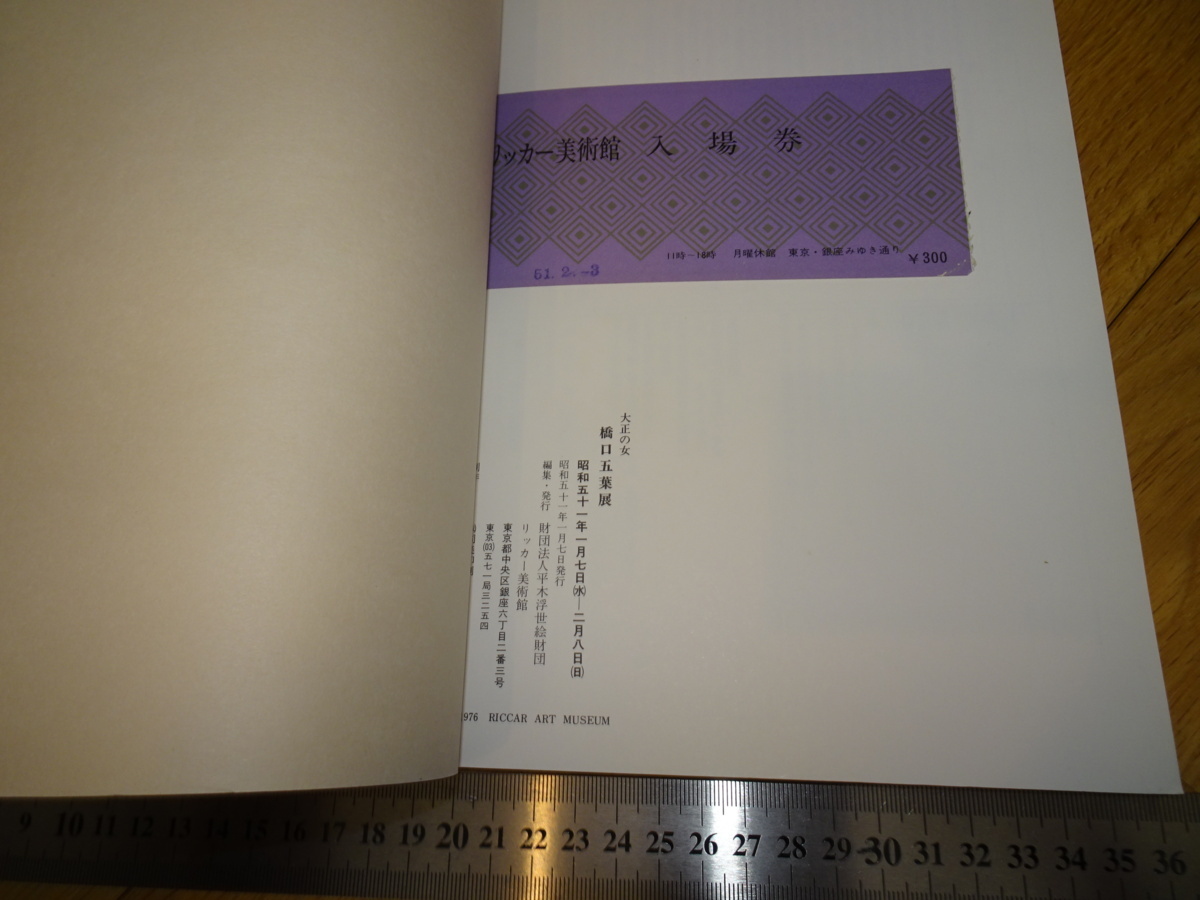 リッカー美術館 入場券
11時-18時 月曜休館 東京・銀座みゆき通り ¥300
51. 2. -3
大正の女
橋口五葉展
昭和五十一年一月七日(水)―二月八日(日)
昭和五十一年一月七日発行
編集・発行 財団法人平木浮世絵財団
リッカー美術館
東京都中央区銀座六丁目二番三号
東京(03)五七一局三二五四
976 RICCAR ART MUSEUM
9 10 11 12 13 14 15 16 17 18 19 20 21 22 23 24 25 26 27 28 29 30 31 32 33 34 35 36